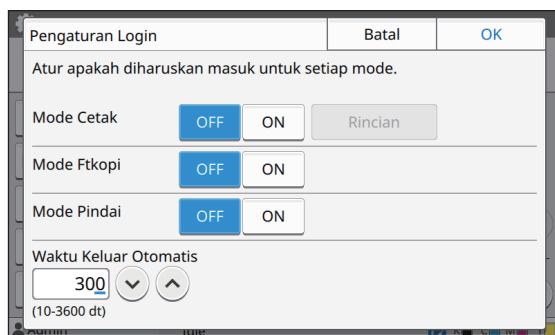 Pengaturan Login Batal OK
Atur apakah diharuskan masuk untuk setiap mode.
Mode Cetak OFF ON Rincian
Mode Ftkopi OFF ON
Mode Pindai OFF ON
Waktu Keluar Otomatis
300
(10-3600 dt)